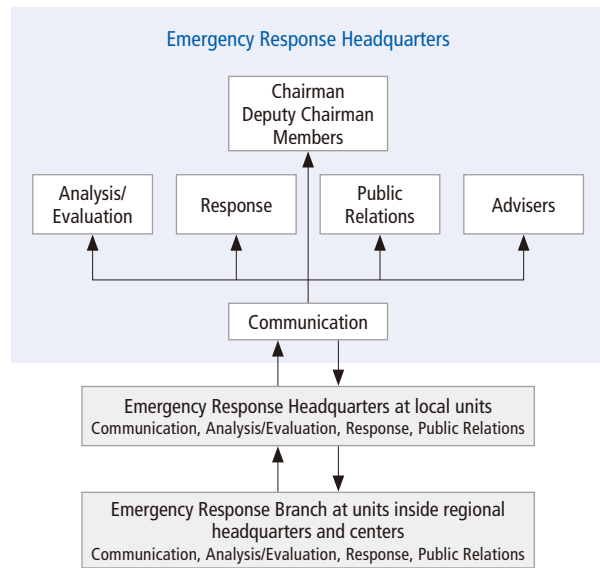 Emergency Response Headquarters
Chairman
Deputy Chairman
Members
Analysis/
Evaluation
Response
Public
Relations
Advisers
Communication
Emergency Response Headquarters at local units
Communication, Analysis/Evaluation, Response, Public Relations
Emergency Response Branch at units inside regional
headquarters and centers
Communication, Analysis/Evaluation, Response, Public Relations